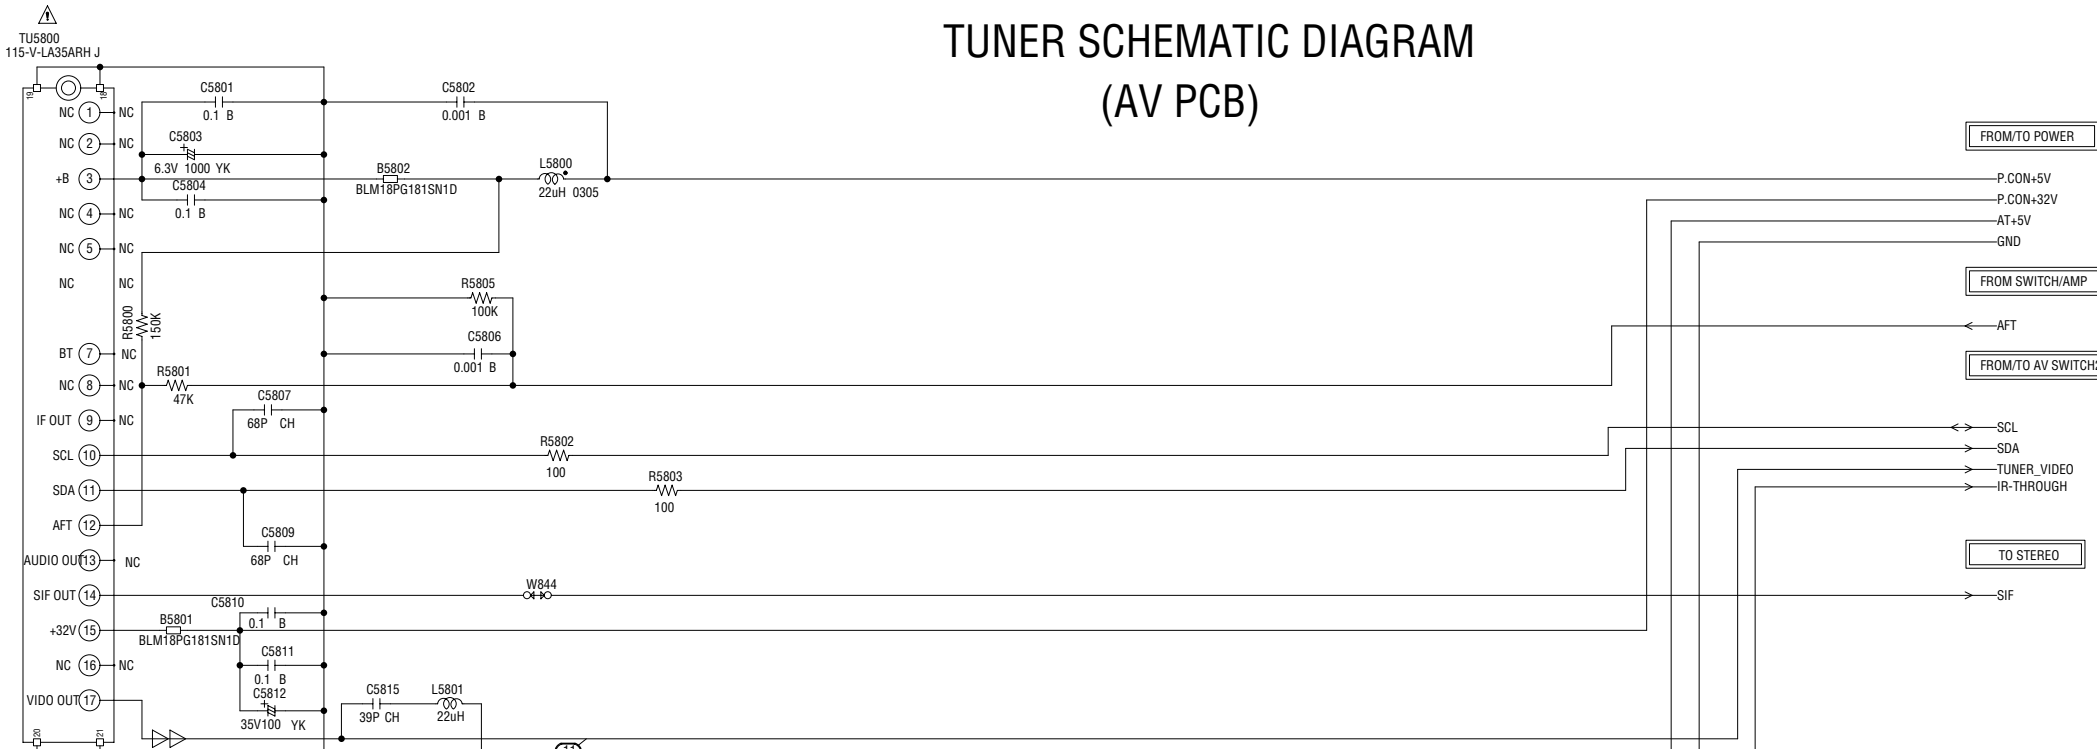 TUNER SCHEMATIC DIAGRAM
(AV PCB)
TU5800
115-V-LA35ARH J
19
18
NC 1 NC
NC 2 NC
+B 3
NC 4 NC
NC 5 NC
NC NC
BT 7 NC
NC 8 NC
IF OUT 9 NC
SCL 10
SDA 11
AFT 12
AUDIO OUT 13 NC
SIF OUT 14
+32V 15
NC 16 NC
VIDO OUT 17
20
21
C5801
0.1 B
C5802
0.001 B
C5803
+
6.3V 1000 YK
C5804
0.1 B
B5802
BLM18PG181SN1D
L5800
22uH 0305
R5800
150K
R5805
100K
C5806
0.001 B
R5801
47K
C5807
68P CH
R5802
100
R5803
100
C5809
68P CH
W844
C5810
0.1 B
B5801
BLM18PG181SN1D
C5811
0.1 B
C5812
+
35V100 YK
C5815
39P CH
L5801
22uH
11
FROM/TO POWER
P.CON+5V
P.CON+32V
AT+5V
GND
FROM SWITCH/AMP
AFT
FROM/TO AV SWITCH2
SCL
SDA
TUNER_VIDEO
IR-THROUGH
TO STEREO
SIF